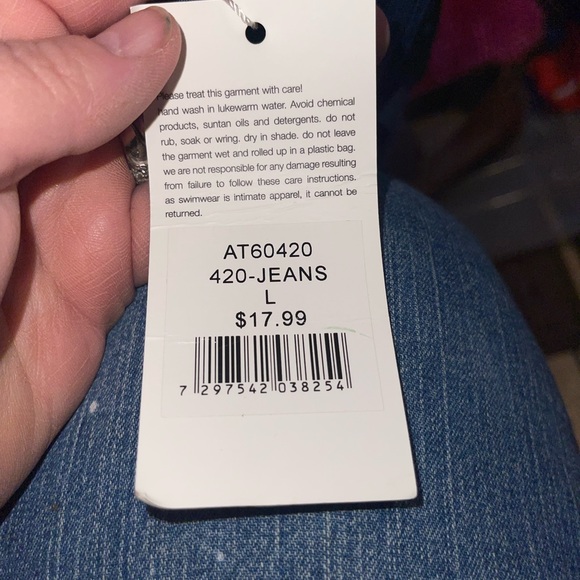 ase treat this garment with care!
and wash in lukewarm water. Avoid chemical
products, suntan oils and detergents. do not
rub, soak or wring. dry in shade. do not leave
the garment wet and rolled up in a plastic bag.
we are not responsible for any damage resulting
from failure to follow these care instructions.
as swimwear is intimate apparel, it cannot be
returned.
AT60420
420-JEANS
L
$17.99
7 297542 038254